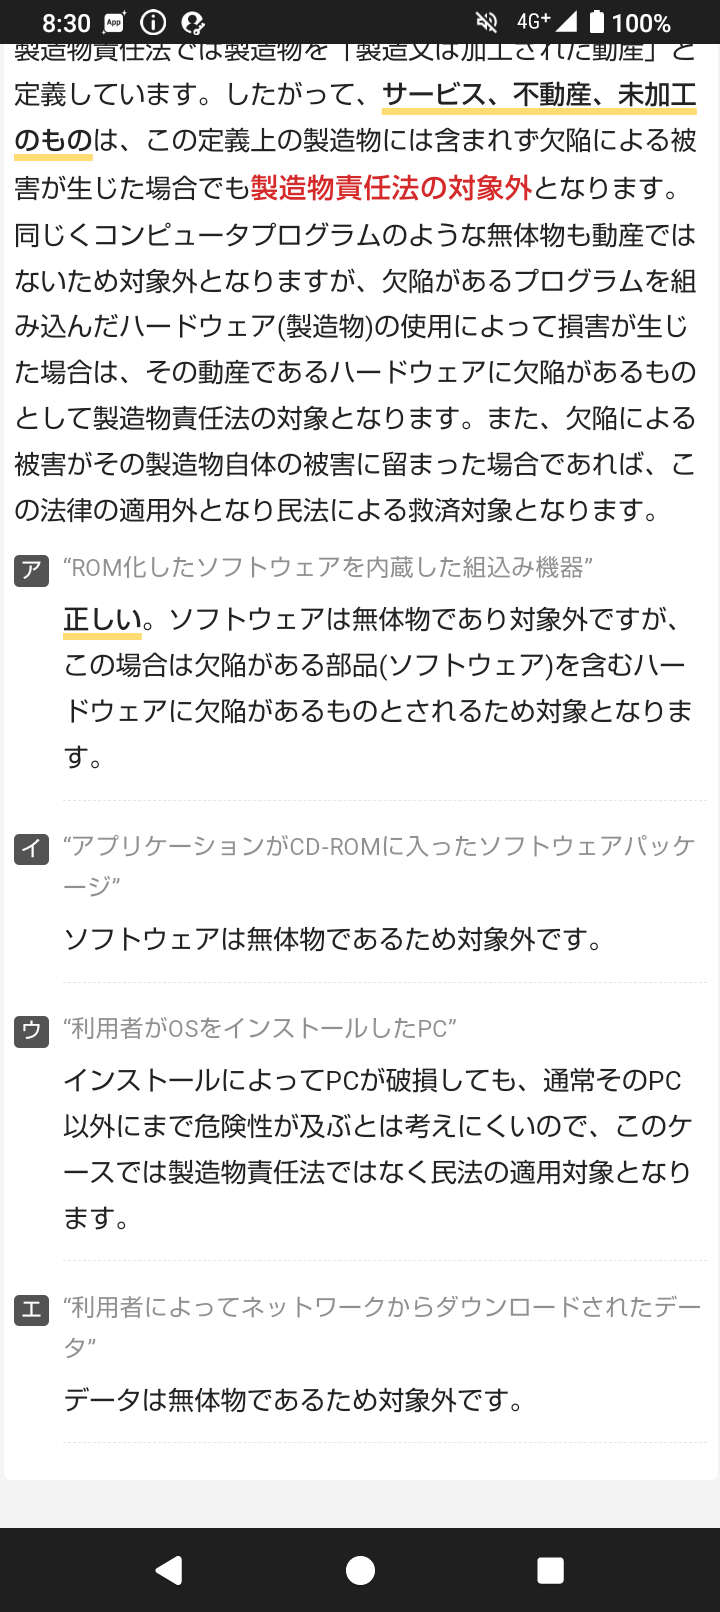 8:30 App 4G+ 100%
製造物責任法では製造物を「製造又は加工された動産」と
定義しています。したがって、サービス、不動産、未加工
のものは、この定義上の製造物には含まれず欠陥による被
害が生じた場合でも製造物責任法の対象外となります。
同じくコンピュータプログラムのような無体物も動産では
ないため対象外となりますが、欠陥があるプログラムを組
み込んだハードウェア(製造物)の使用によって損害が生じ
た場合は、その動産であるハードウェアに欠陥があるもの
として製造物責任法の対象となります。また、欠陥による
被害がその製造物自体の被害に留まった場合であれば、こ
の法律の適用外となり民法による救済対象となります。
ア “ROM化したソフトウェアを内蔵した組込み機器”
正しい。ソフトウェアは無体物であり対象外ですが、
この場合は欠陥がある部品(ソフトウェア)を含むハー
ドウェアに欠陥があるものとされるため対象となりま
す。
イ “アプリケーションがCD-ROMに入ったソフトウェアパッケ
ージ”
ソフトウェアは無体物であるため対象外です。
ウ “利用者がOSをインストールしたPC”
インストールによってPCが破損しても、通常そのPC
以外にまで危険性が及ぶとは考えにくいので、このケ
ースでは製造物責任法ではなく民法の適用対象となり
ます。
エ “利用者によってネットワークからダウンロードされたデー
タ”
データは無体物であるため対象外です。